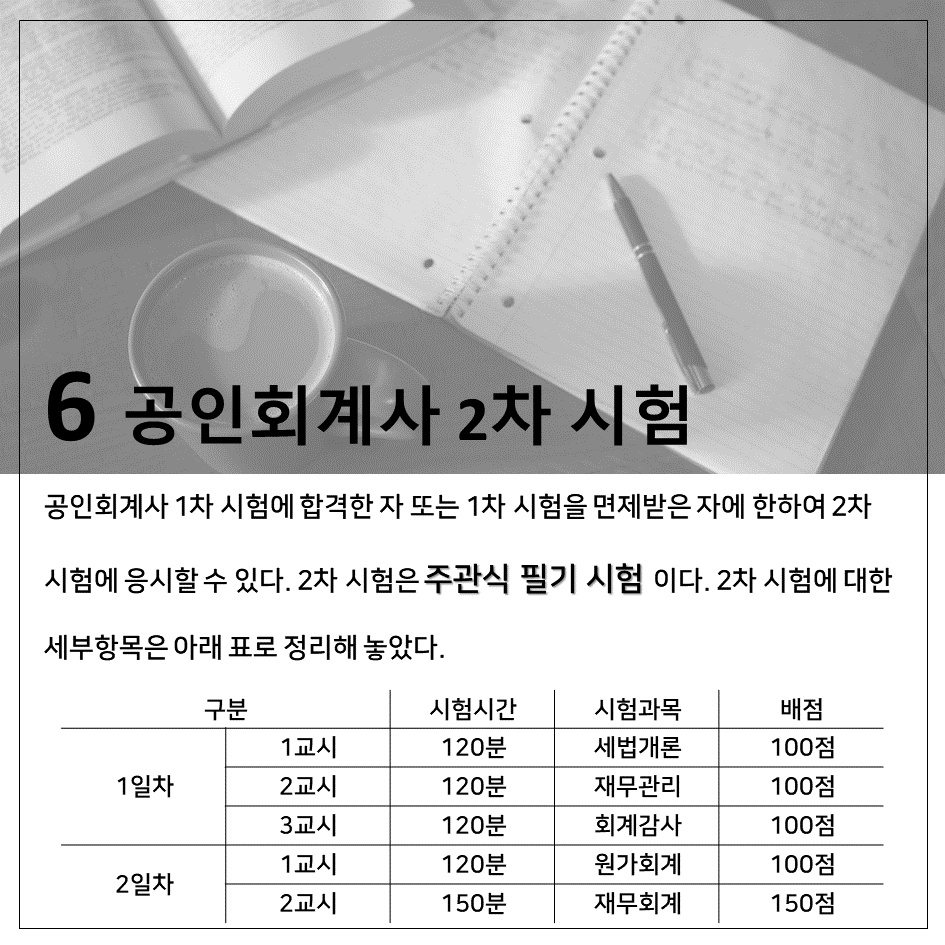 6 공인회계사 2차 시험
공인회계사 1차 시험에 합격한 자 또는 1차 시험을 면제받은 자에 한하여 2차
시험에 응시할 수 있다. 2차 시험은 주관식 필기 시험 이다. 2차 시험에 대한
세부항목은 아래 표로 정리해 놓았다.
구분 시험시간 시험과목 배점
1일차 1교시 120분 세법개론 100점
2교시 120분 재무관리 100점
3교시 120분 회계감사 100점
2일차 1교시 120분 원가회계 100점
2교시 150분 재무회계 150점